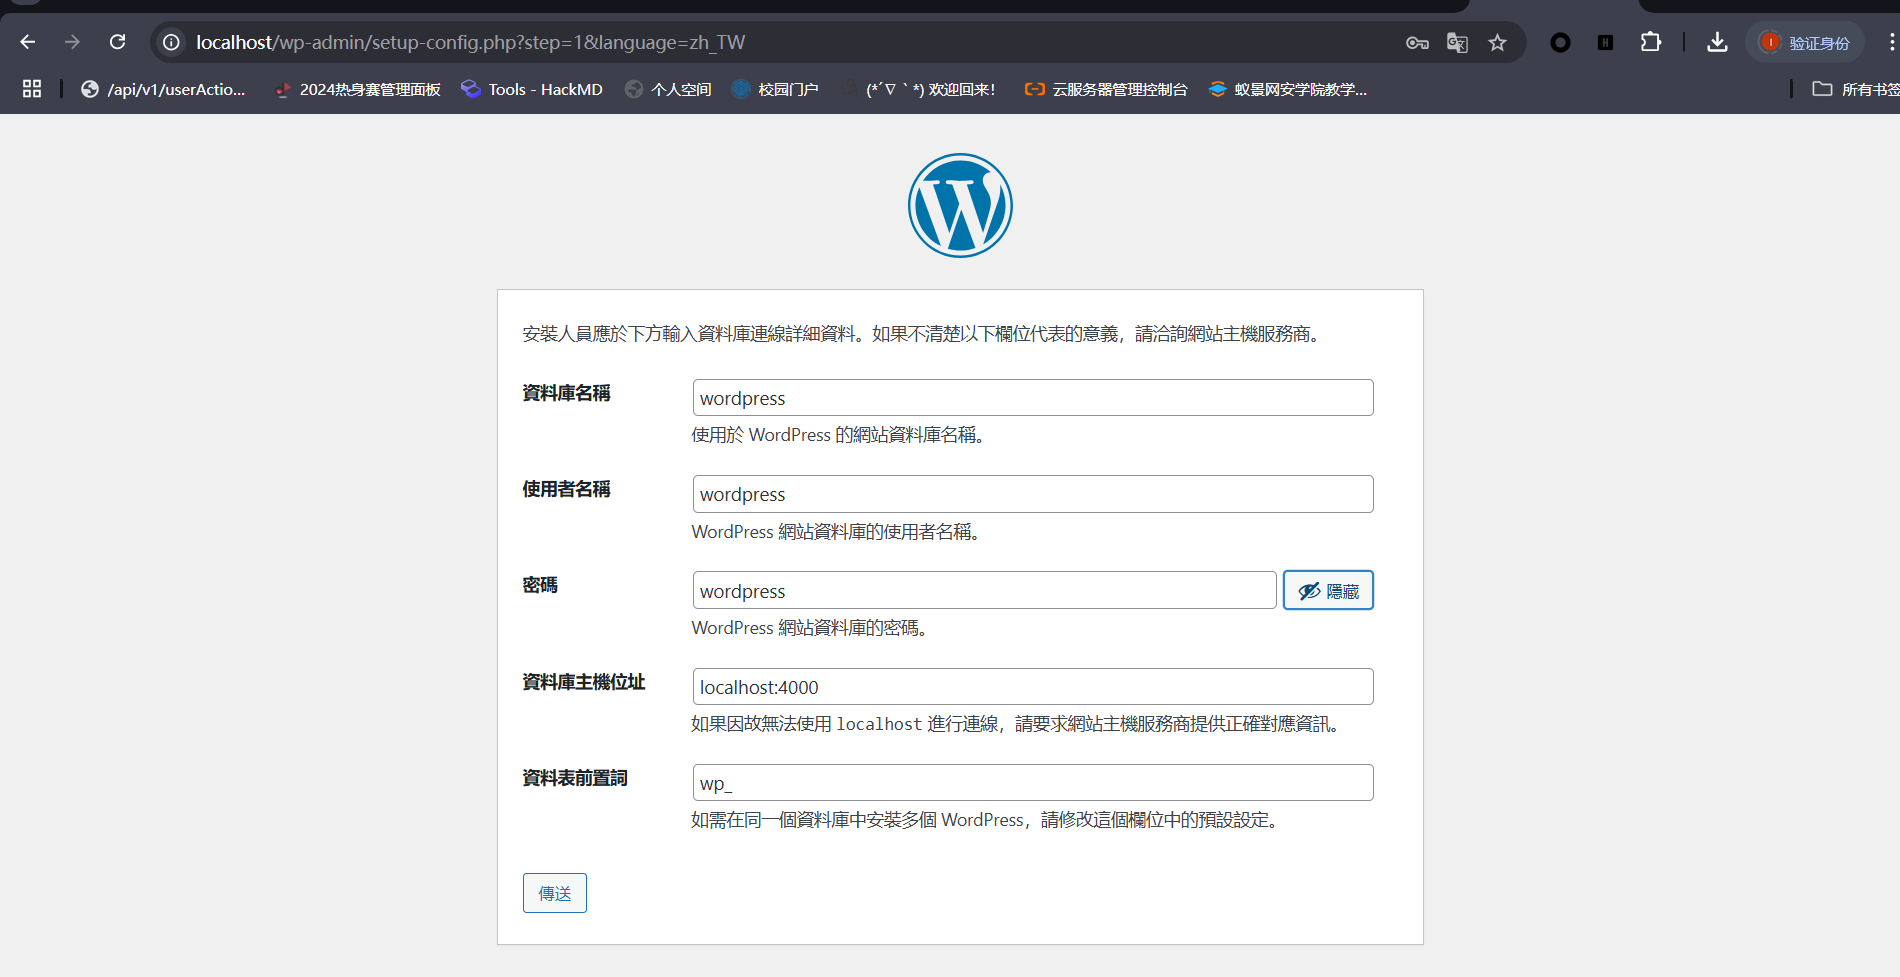 localhost/wp-admin/setup-config.php?step=1&language=zh_TW
验证身份
/api/v1/userActio...
2024热身赛管理面板
Tools - HackMD
个人空间
校园门户
(*´∇｀*) 欢迎回来！
云服务器管理控制台
蚁景网安学院教学...
所有书签
安裝人員應於下方輸入資料庫連線詳細資料。如果不清楚以下欄位代表的意義，請洽詢網站主機服務商。
資料庫名稱
wordpress
使用於 WordPress 的網站資料庫名稱。
使用者名稱
wordpress
WordPress 網站資料庫的使用者名稱。
密碼
wordpress
隱藏
WordPress 網站資料庫的密碼。
資料庫主機位址
localhost:4000
如果因故無法使用 localhost 進行連線，請要求網站主機服務商提供正確對應資訊。
資料表前置詞
wp_
如需在同一個資料庫中安裝多個 WordPress，請修改這個欄位中的預設設定。
傳送